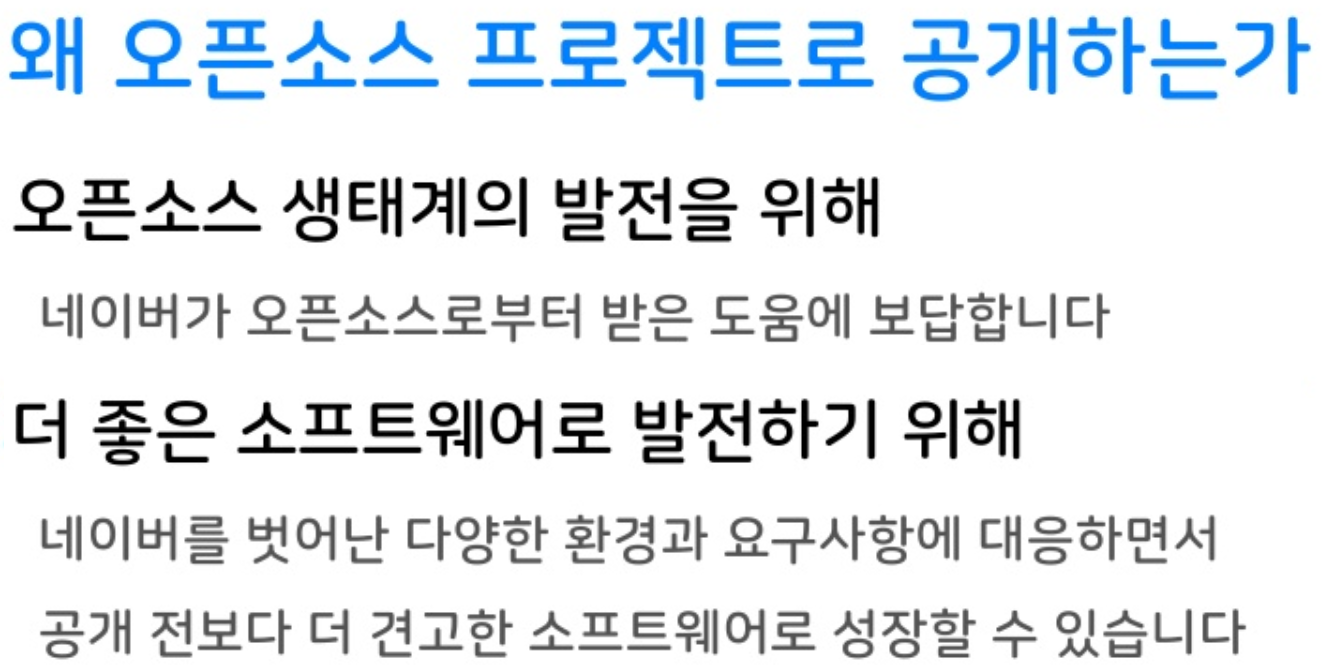 왜 오픈소스 프로젝트로 공개하는가
오픈소스 생태계의 발전을 위해
네이버가 오픈소스로부터 받은 도움에 보답합니다
더 좋은 소프트웨어로 발전하기 위해
네이버를 벗어난 다양한 환경과 요구사항에 대응하면서
공개 전보다 더 견고한 소프트웨어로 성장할 수 있습니다